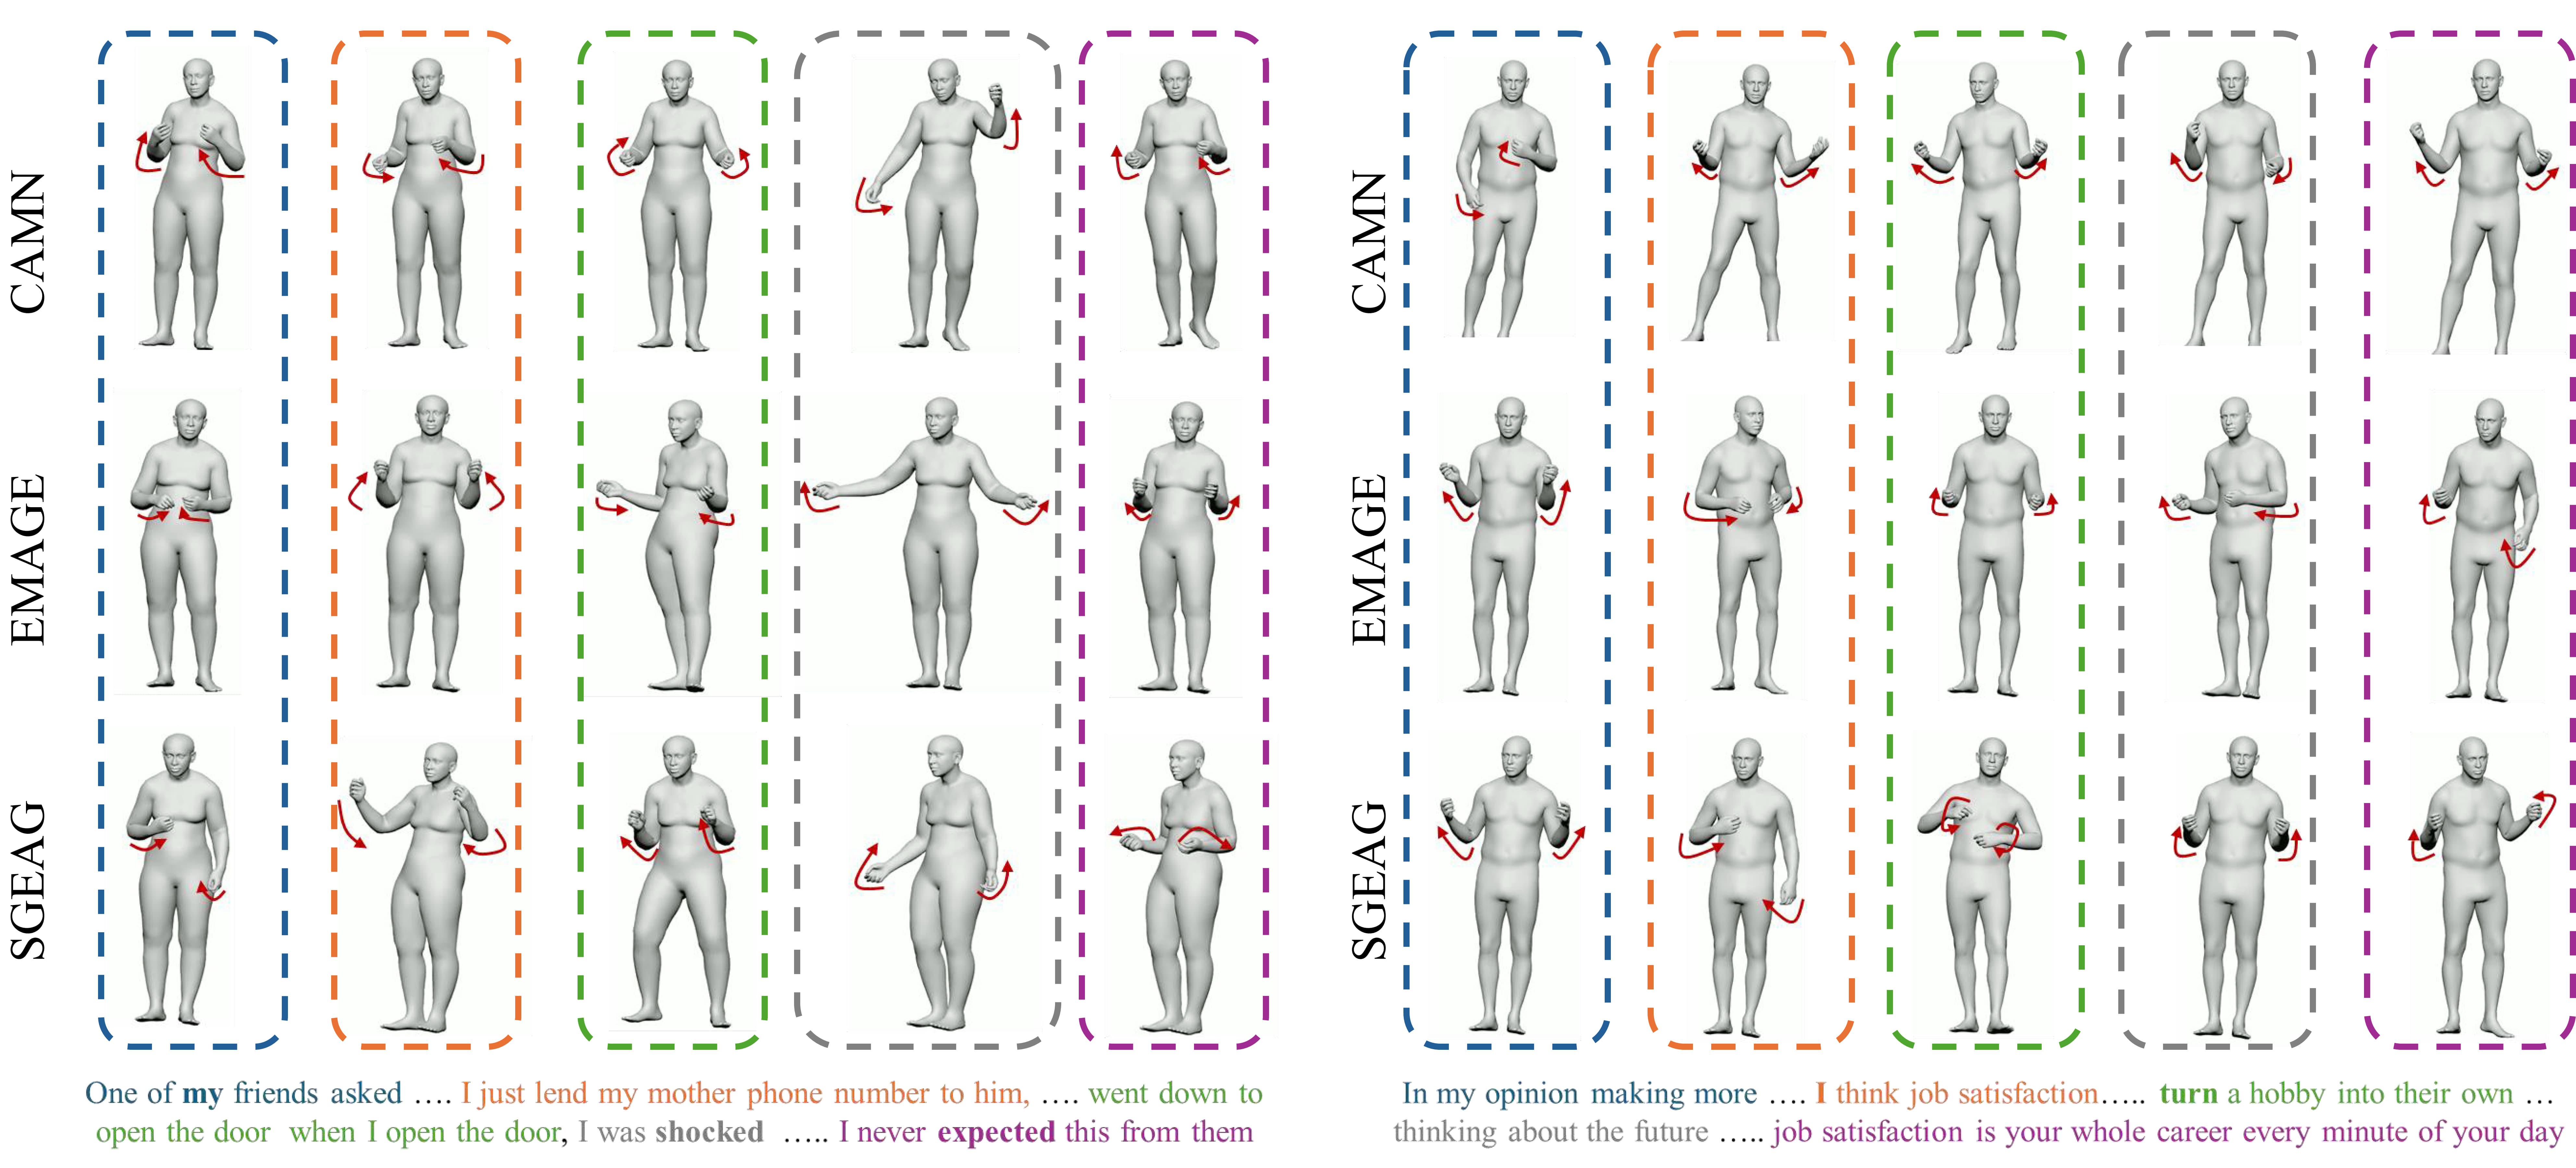 CAMN
EMAGE
SGEAG
One of my friends asked …. I just lend my mother phone number to him, …. went down to
open the door when I open the door, I was shocked ….. I never expected this from them
CAMN
EMAGE
SGEAG
In my opinion making more …. I think job satisfaction….. turn a hobby into their own …
thinking about the future ….. job satisfaction is your whole career every minute of your day